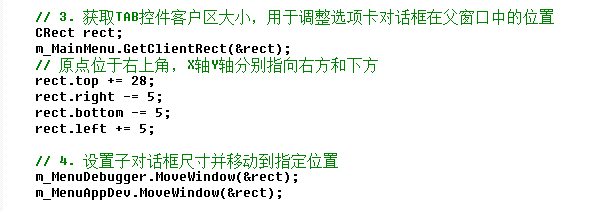 // 3. 获取TAB控件客户区大小，用于调整选项卡对话框在父窗口中的位置
CRect rect;
m_MainMenu.GetClientRect(&rect);
// 原点位于右上角，X轴Y轴分别指向右方和下方
rect.top += 28;
rect.right -= 5;
rect.bottom -= 5;
rect.left += 5;
// 4. 设置子对话框尺寸并移动到指定位置
m_MenuDebugger.MoveWindow(&rect);
m_MenuAppDev.MoveWindow(&rect);